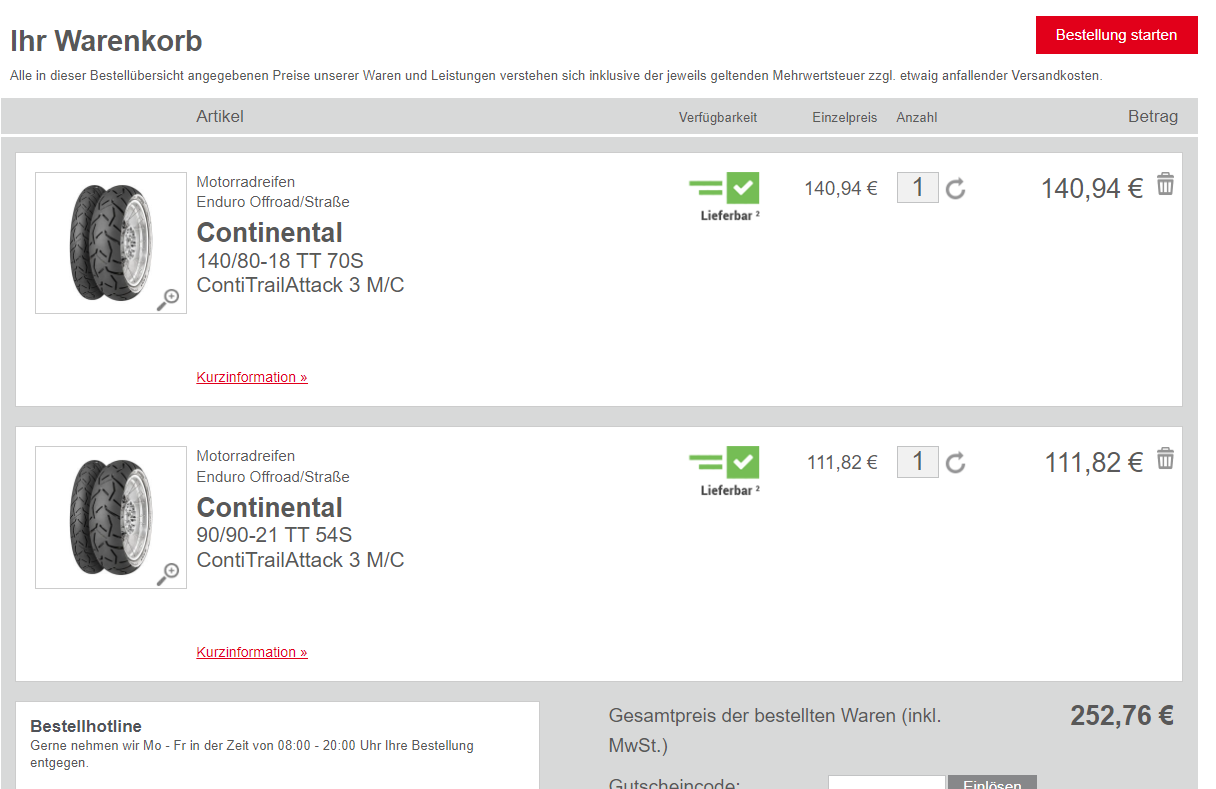 Ihr Warenkorb
Bestellung starten
Alle in dieser Bestellübersicht angegebenen Preise unserer Waren und Leistungen verstehen sich inklusive der jeweils geltenden Mehrwertsteuer zzgl. etwaig anfallender Versandkosten.
Artikel Verfügbarkeit Einzelpreis Anzahl Betrag
Motorradreifen
Enduro Offroad/Straße
Continental
140/80-18 TT 70S
ContiTrailAttack 3 M/C
Lieferbar ²
140,94 € 1 140,94 €
Kurzinformation »
Motorradreifen
Enduro Offroad/Straße
Continental
90/90-21 TT 54S
ContiTrailAttack 3 M/C
Lieferbar ²
111,82 € 1 111,82 €
Kurzinformation »
Bestellhotline
Gerne nehmen wir Mo - Fr in der Zeit von 08:00 - 20:00 Uhr Ihre Bestellung
entgegen.
Gesamtpreis der bestellten Waren (inkl.
MwSt.)
252,76 €
Gutscheincode:
Einlösen